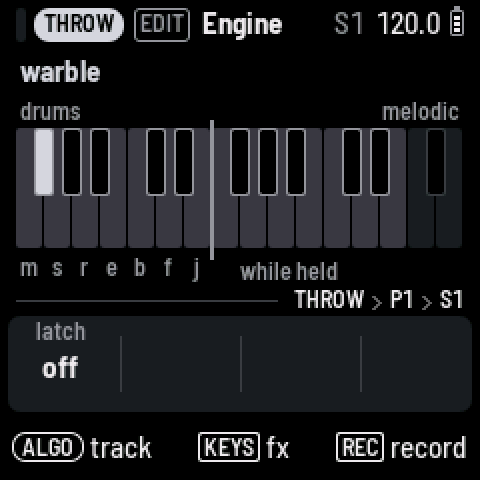 THROW EDIT Engine S1 120.0
warble
drums melodic
m s r e b f j while held
THROW > P1 > S1
latch
off
ALGO track KEYS fx REC record